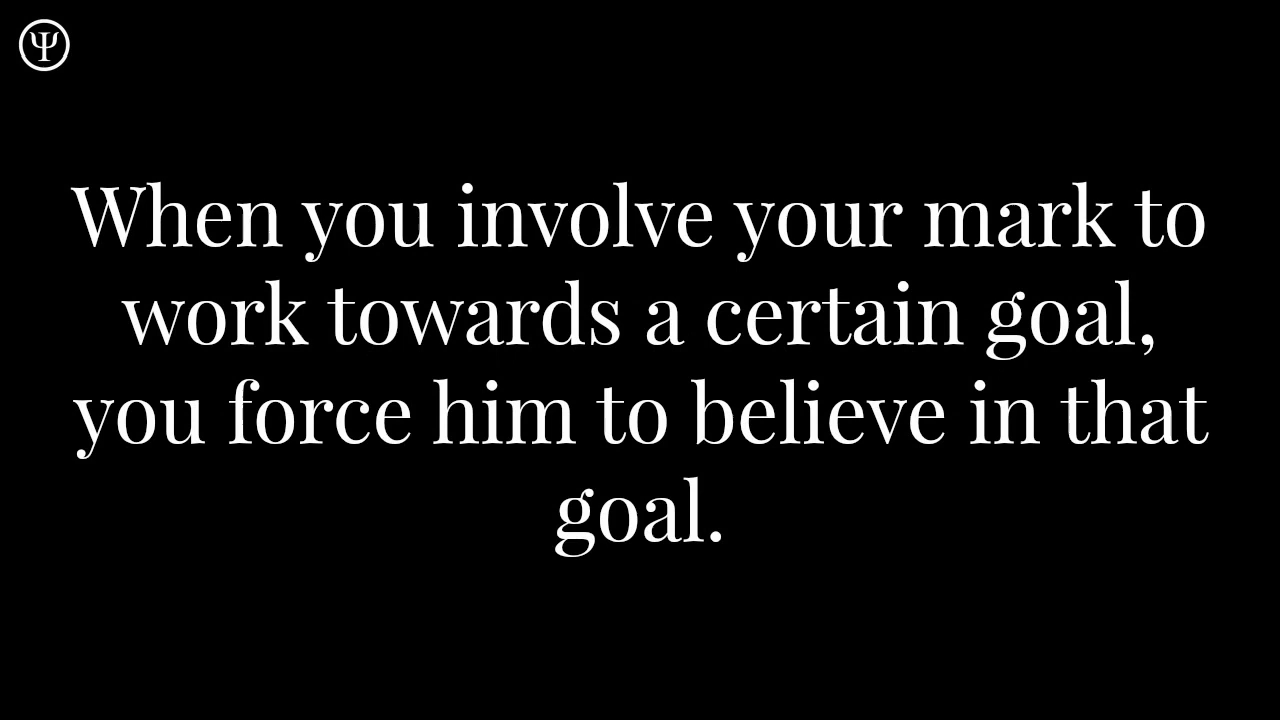 Ψ
When you involve your mark to
work towards a certain goal,
you force him to believe in that
goal.